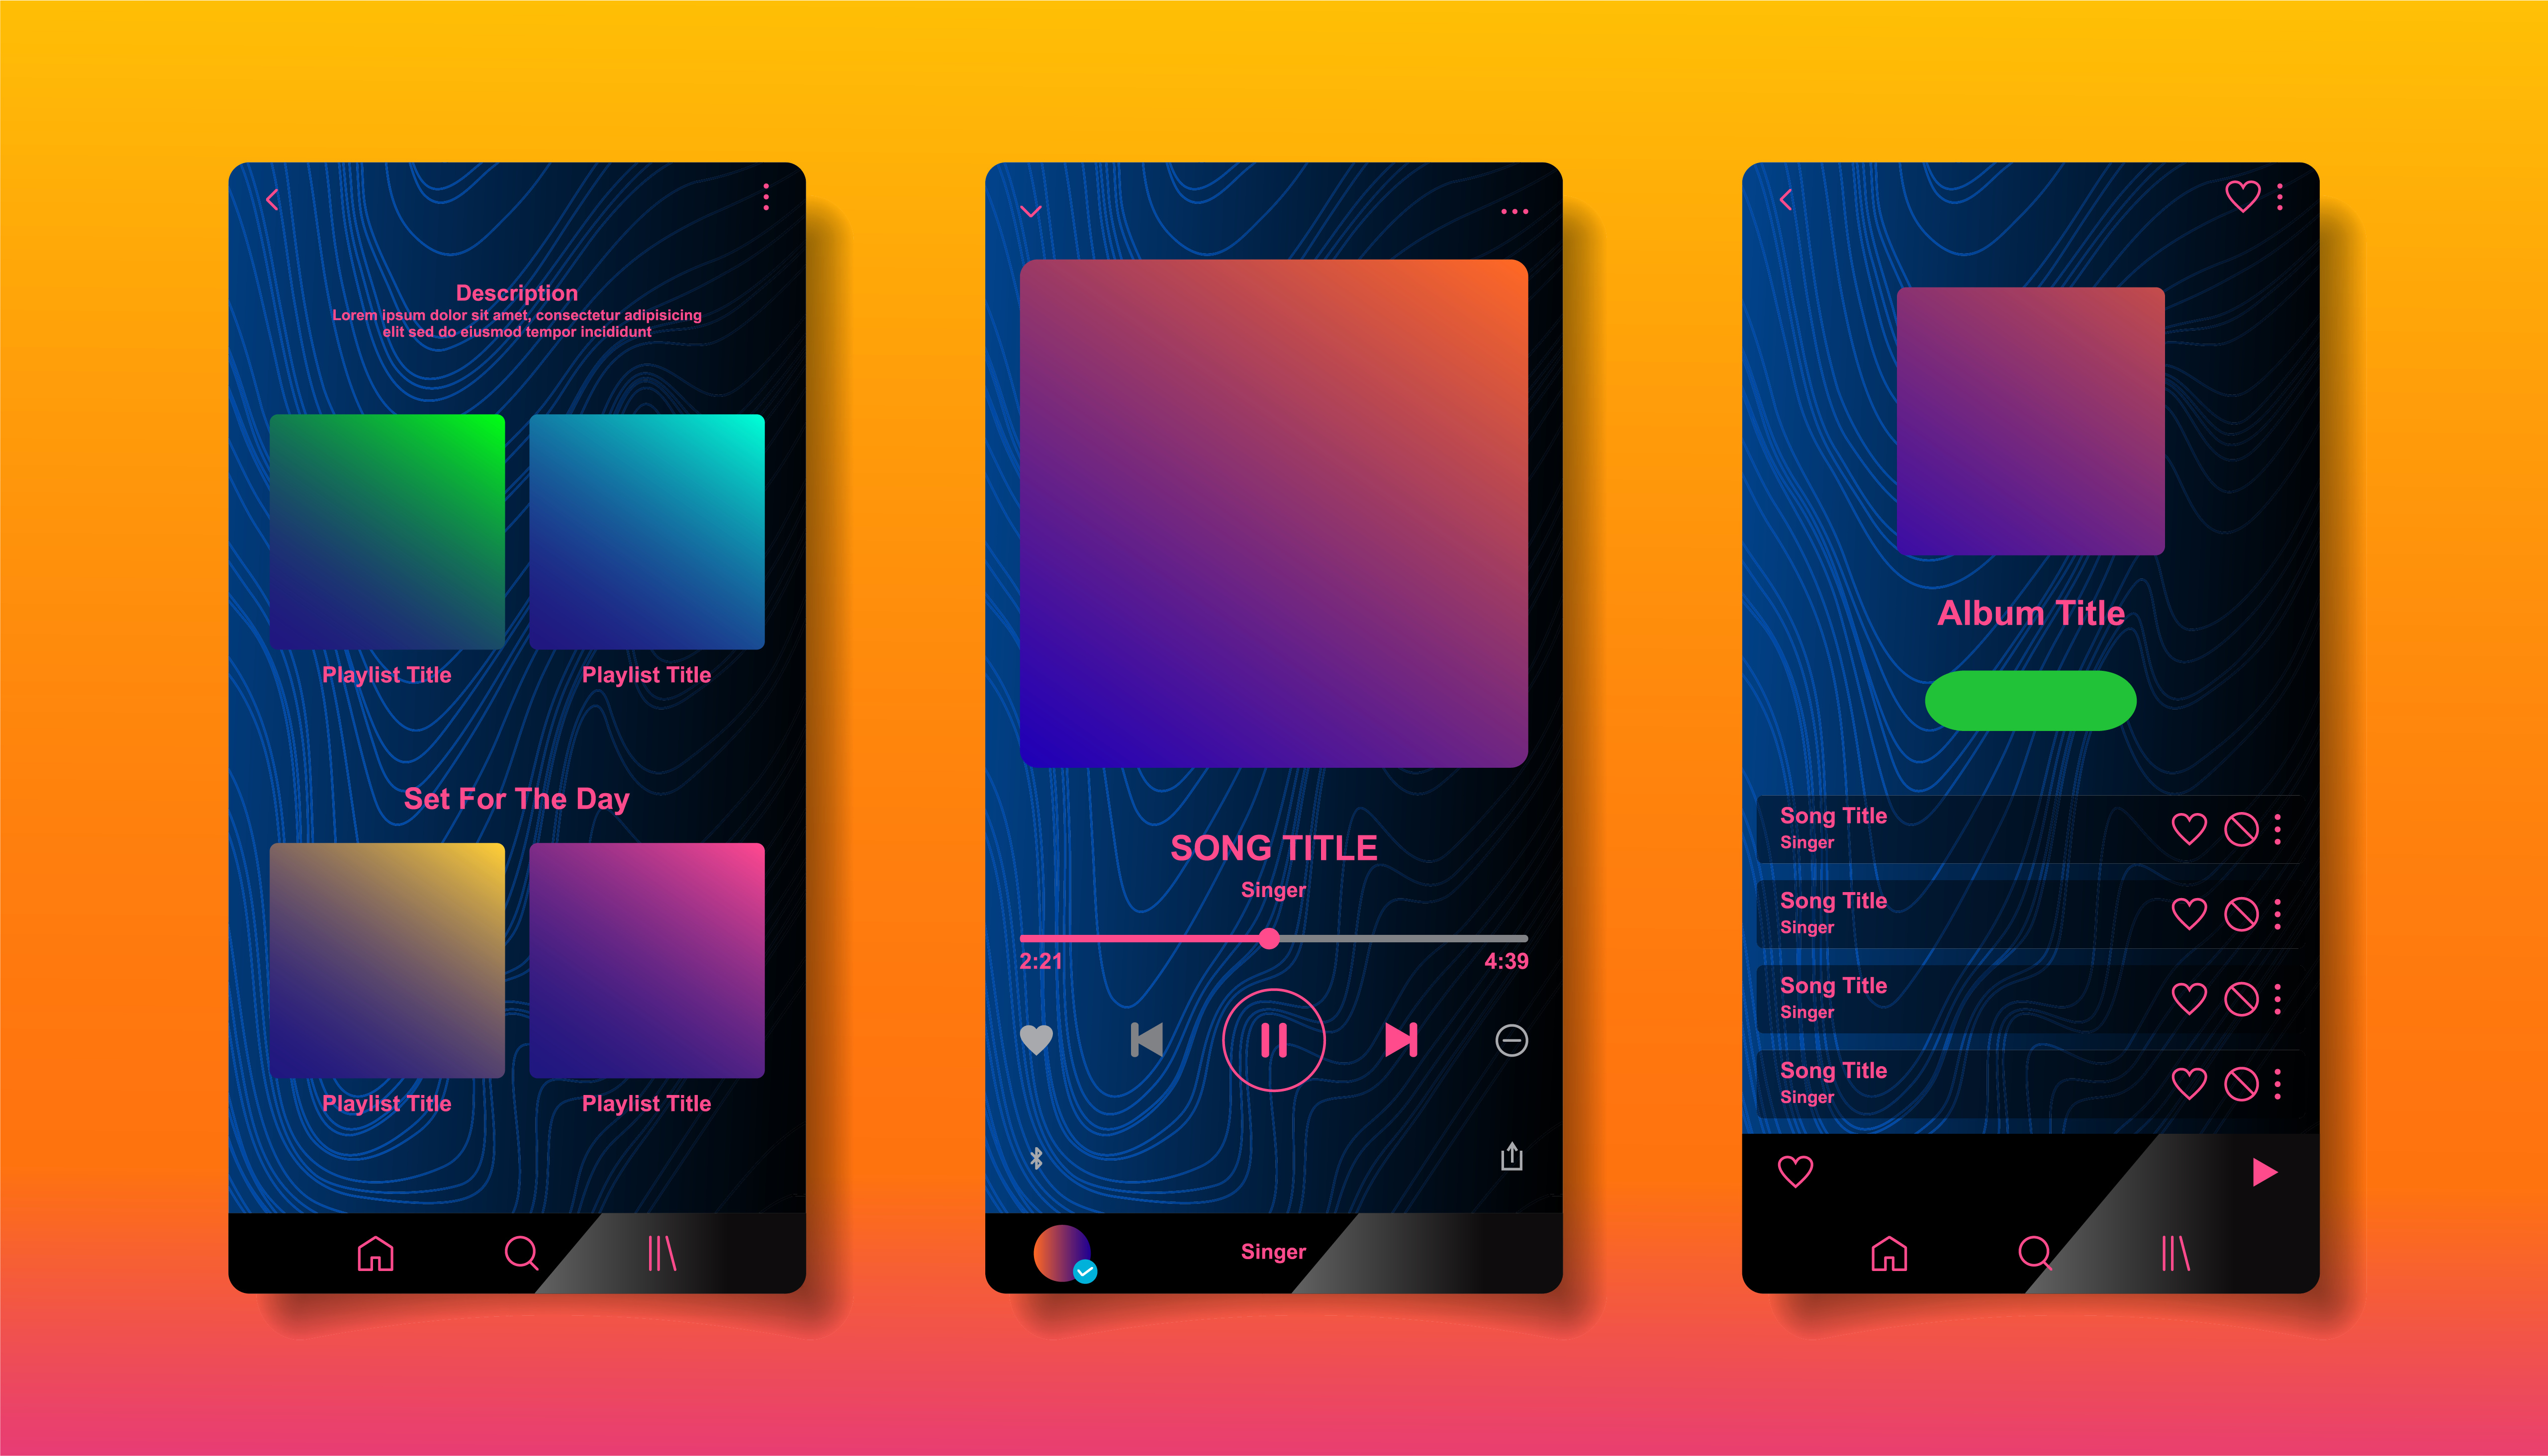 Description
Lorem ipsum dolor sit amet, consectetur adipisicing
elit sed do eiusmod tempor incididunt
Playlist Title
Playlist Title
Set For The Day
Playlist Title
Playlist Title
SONG TITLE
Singer
2:21
4:39
Singer
Album Title
Song Title
Singer
Song Title
Singer
Song Title
Singer
Song Title
Singer